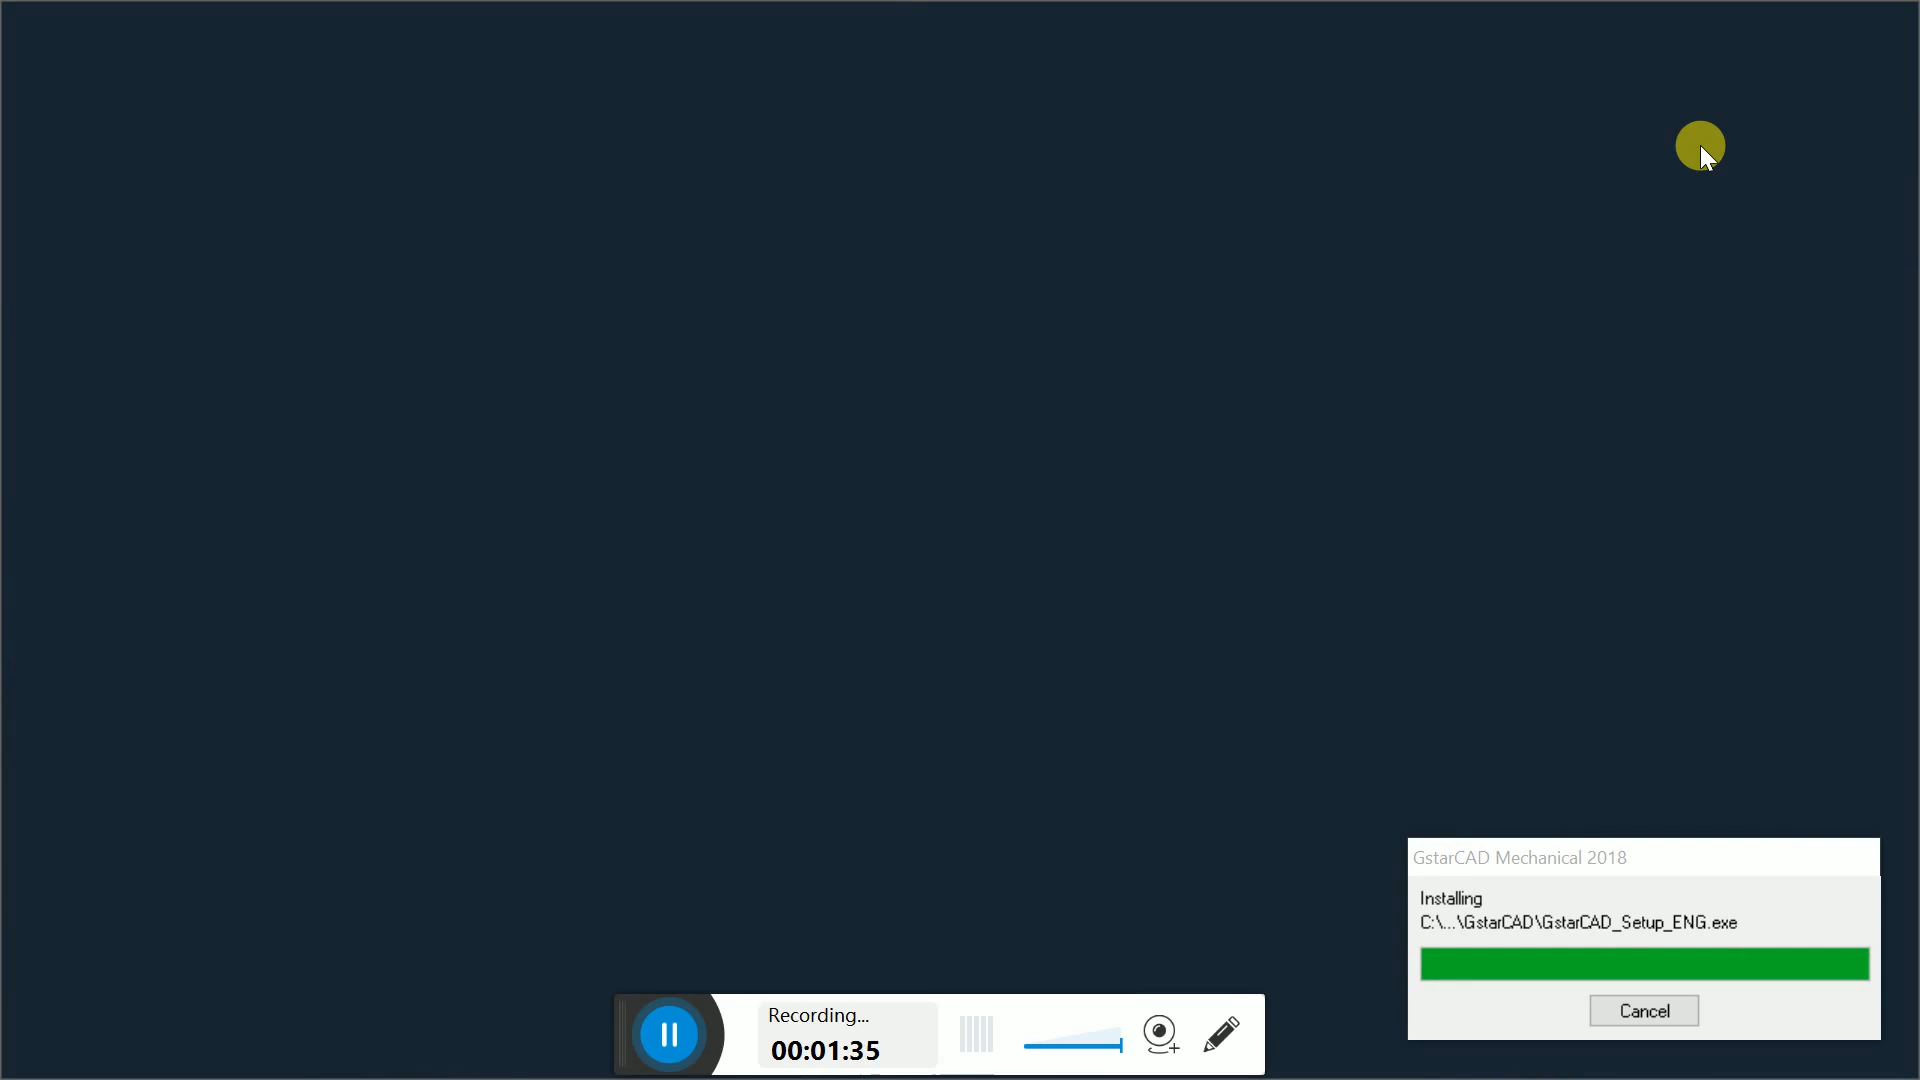 GstarCAD Mechanical 2018
Installing
C:\...\GstarCAD\GstarCAD_Setup_ENG.exe
Cancel
Recording...
00:01:35